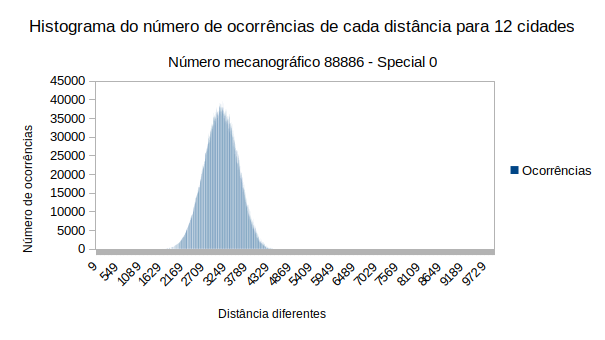 Histograma do número de ocorrências de cada distância para 12 cidades
Número mecanográfico 88886 - Special 0
45000
40000
35000
30000
25000
20000
15000
10000
5000
0
Número de ocorrências
Ocorrências
9 549 1089 1629 2169 2709 3249 3789 4329 4869 5409 5949 6489 7029 7569 8109 8649 9189 9729
Distância diferentes